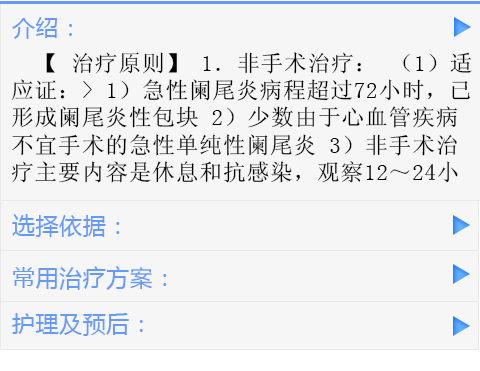 介绍：
【 治疗原则】 1．非手术治疗： （1）适
应证：> 1）急性阑尾炎病程超过72小时，已
形成阑尾炎性包块 2）少数由于心血管疾病
不宜手术的急性单纯性阑尾炎 3）非手术治
疗主要内容是休息和抗感染，观察12～24小
选择依据：
常用治疗方案：
护理及预后：